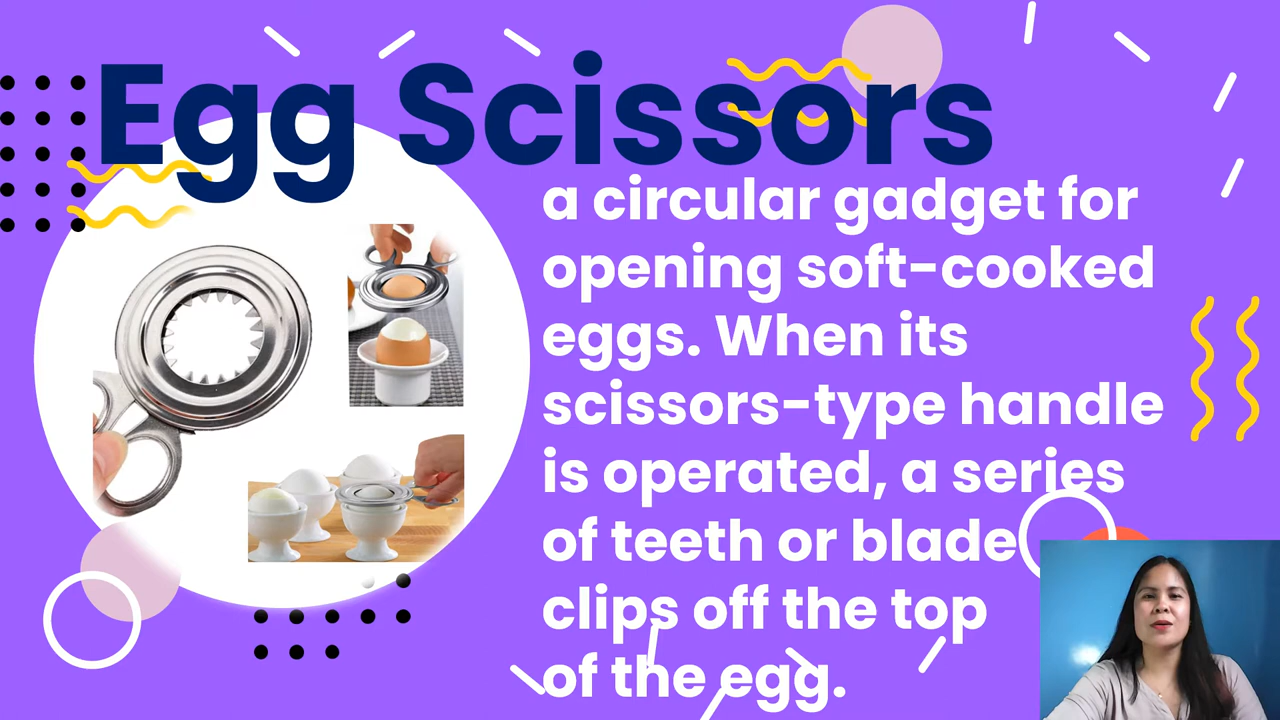 Egg Scissors
a circular gadget for
opening soft-cooked
eggs. When its
scissors-type handle
is operated, a series
of teeth or blade
clips off the top
of the egg.